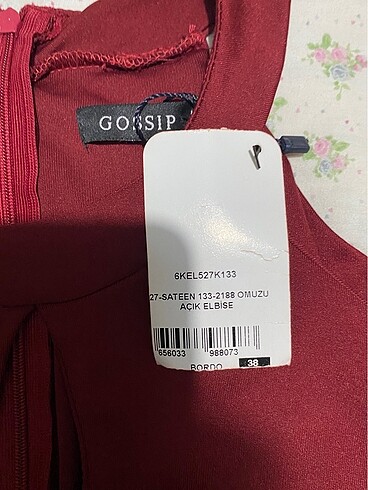 GOSSIP
6KEL527K133
27-SATEEN 133-2188 OMUZU
AÇIK ELBİSE
656033 988073
BORDO 38